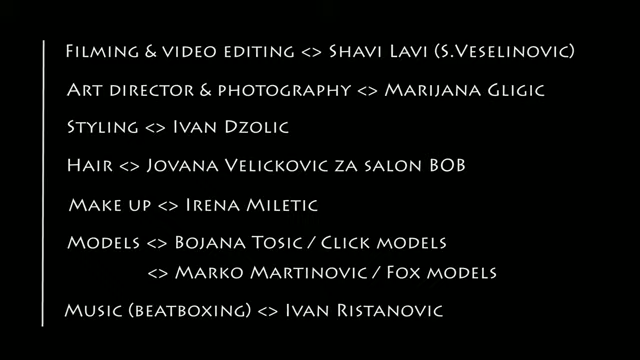 Filming & video editing <> Shavi Lavi (S.Veselinovic)
Art director & photography <> Marijana Gligic
Styling <> Ivan Dzolic
Hair <> Jovana Velickovic za salon BOB
Make up <> Irena Miletic
Models <> Bojana Tosic / Click models
<> Marko Martinovic / Fox models
Music (beatboxing) <> Ivan Ristanovic